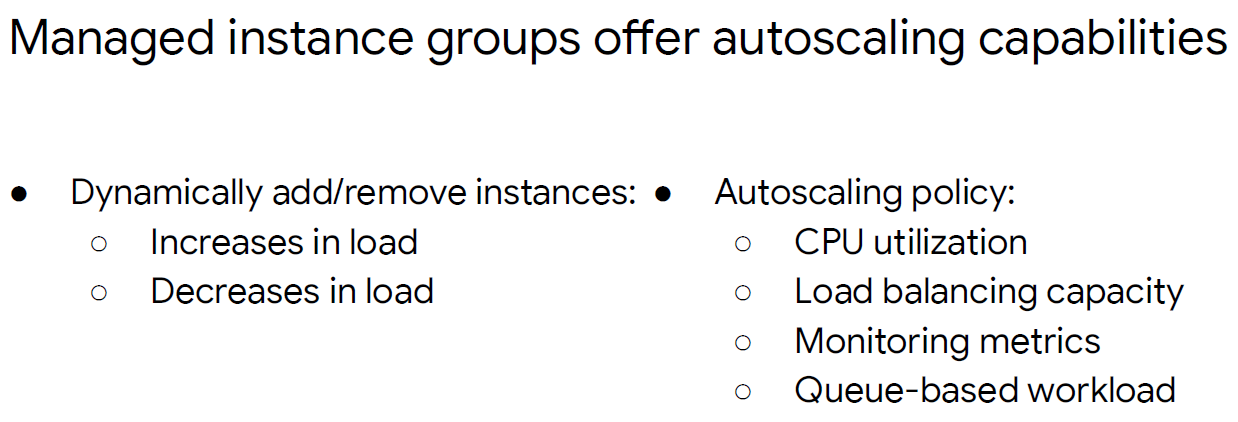 Managed instance groups offer autoscaling capabilities
● Dynamically add/remove instances:
○ Increases in load
○ Decreases in load
● Autoscaling policy:
○ CPU utilization
○ Load balancing capacity
○ Monitoring metrics
○ Queue-based workload